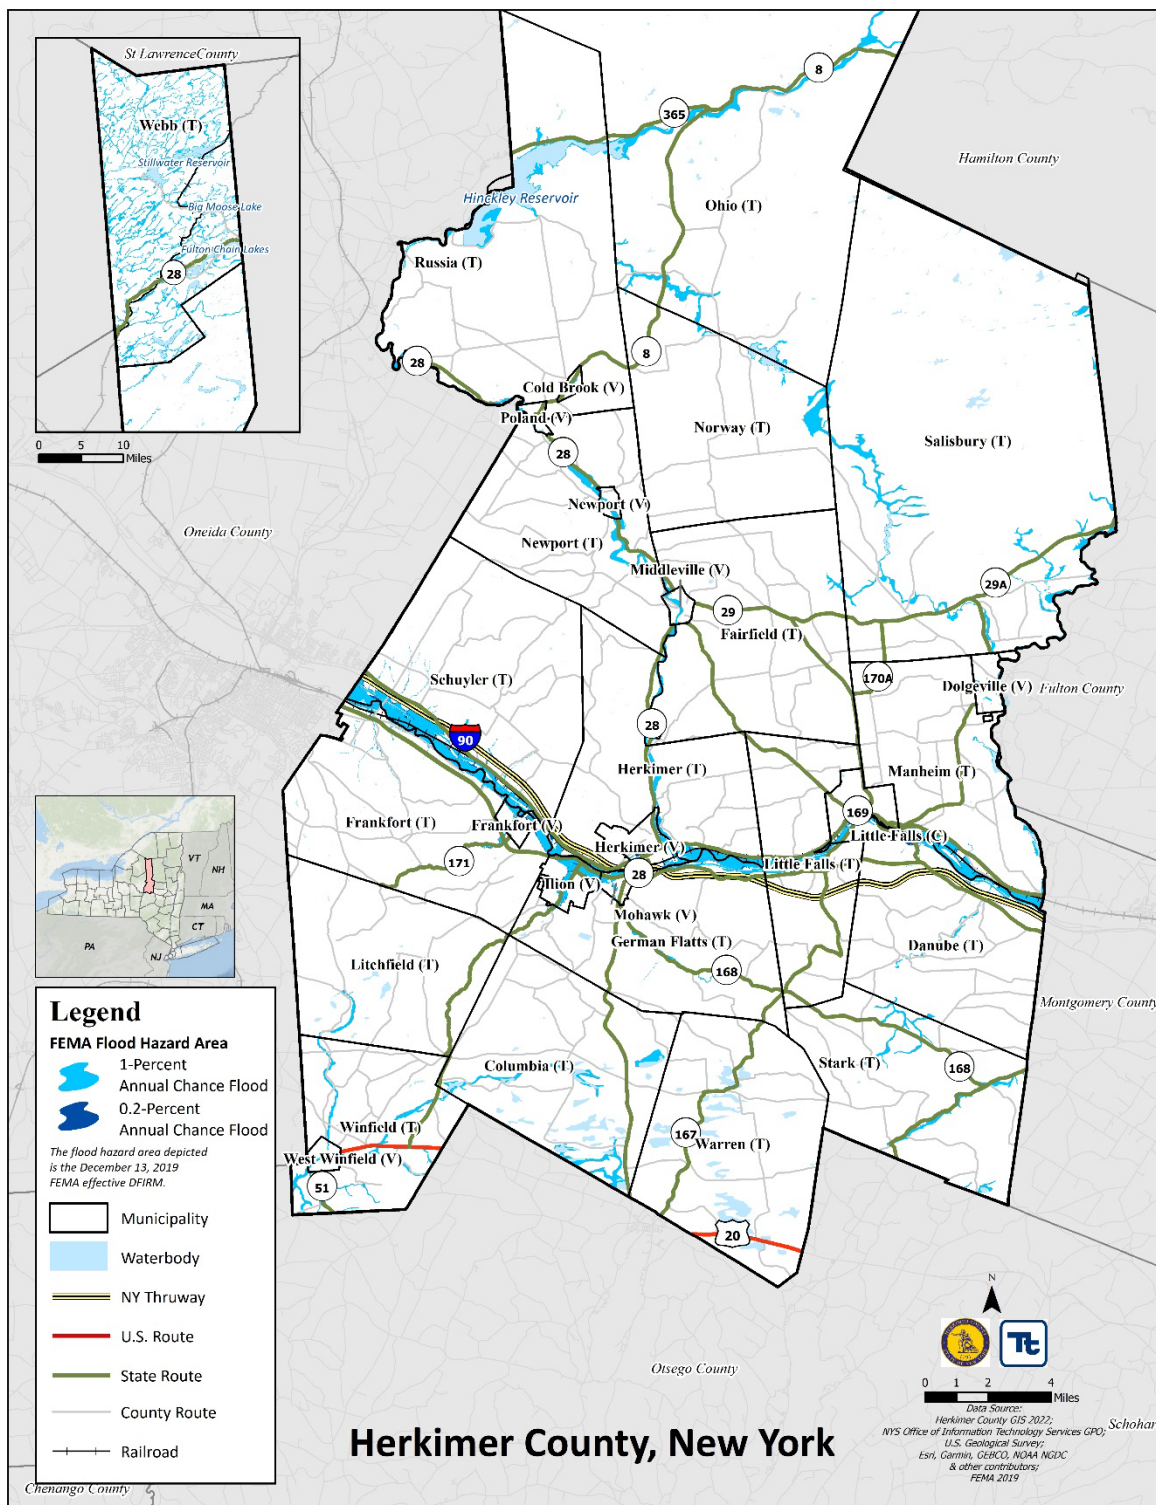 St Lawrence County
Webb (T)
Stillwater Reservoir
Big Moose Lake
Fulton Chain Lakes
28
0 5 10
Miles
8
365
Hamilton County
Hinckley Reservoir
Ohio (T)
Russia (T)
28
8
Cold Brook (V)
Poland (V)
Norway (T)
Salisbury (T)
28
Newport (V)
Oneida County
Newport (T)
Middleville (V)
29A
29
Fairfield (T)
Schuyler (T)
170A
Dolgeville (V)
Fulton County
28
90
Herkimer (T)
Manheim (T)
169
Frankfort (T)
Frankfort (V)
Little Falls (C)
Herkimer (V)
171
Little Falls (T)
28
Ilion (V)
Mohawk (V)
German Flatts (T)
Danube (T)
Litchfield (T)
168
Montgomery County
Columbia (T)
Stark (T)
168
Winfield (T)
167
Warren (T)
West Winfield (V)
51
20
VT
NH
MA
CT
PA
NJ
Legend
FEMA Flood Hazard Area
1-Percent
Annual Chance Flood
0.2-Percent
Annual Chance Flood
The flood hazard area depicted
is the December 13, 2019
FEMA effective DFIRM.
Municipality
Waterbody
NY Thruway
U.S. Route
State Route
County Route
Railroad
Chenango County
Otsego County
N
Tt
0 1 2 4
Miles
Data Source:
Herkimer County GIS 2022;
NYS Office of Information Technology Services GPO;
U.S. Geological Survey;
Esri, Garmin, GEBCO, NOAA NGDC
& other contributors;
FEMA 2019
Schohar
Herkimer County, New York